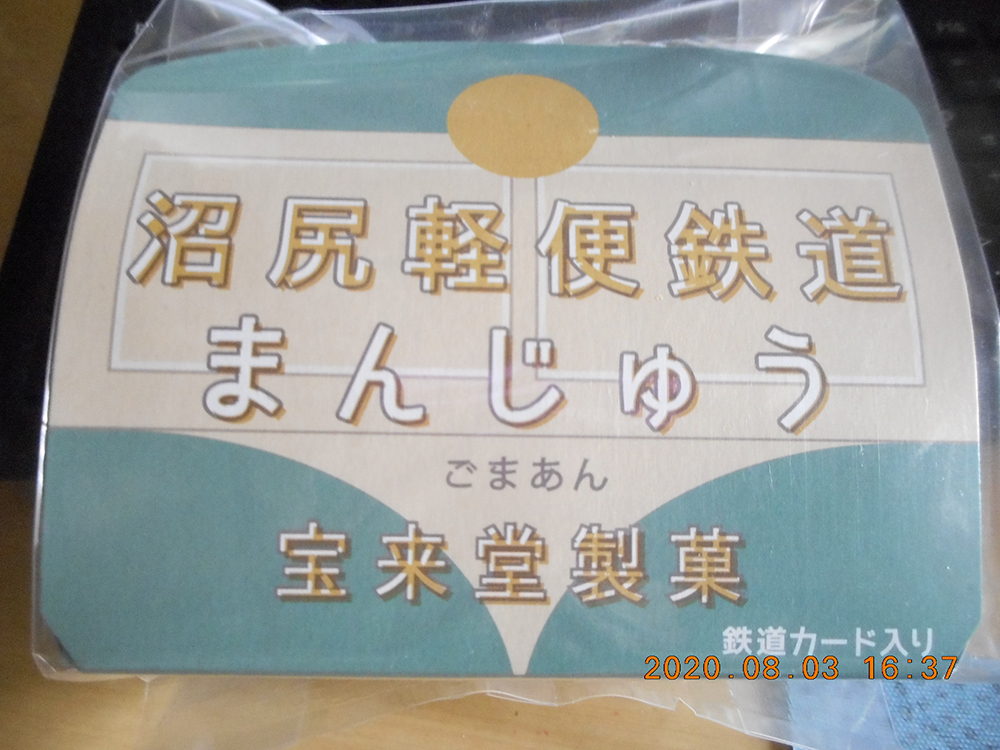 沼尻軽便鉄道
まんじゅう
ごまあん
宝来堂製菓
鉄道カード入り
2020.08.03 16:37